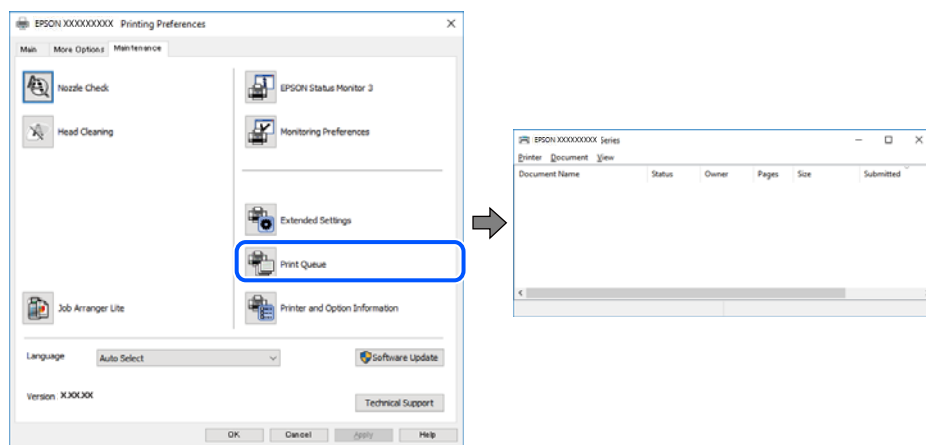 EPSON XXXXXXXXX Printing Preferences
Main More Options Maintenance
Nozzle Check
Head Cleaning
Job Arranger Lite
EPSON Status Monitor 3
Monitoring Preferences
Extended Settings
Print Queue
Printer and Option Information
Language Auto Select
Software Update
Version X.XX.XX
Technical Support
OK Cancel Apply Help
EPSON XXXXXXXXX Series
Printer Document View
Document Name Status Owner Pages Size Submitted